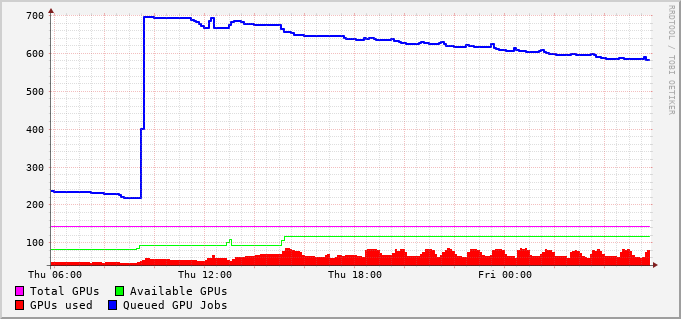 700
600
500
400
300
200
100
Thu 06:00 Thu 12:00 Thu 18:00 Fri 00:00
Total GPUs Available GPUs
GPUs used Queued GPU Jobs
RRDTOOL / TOBI OETIKER